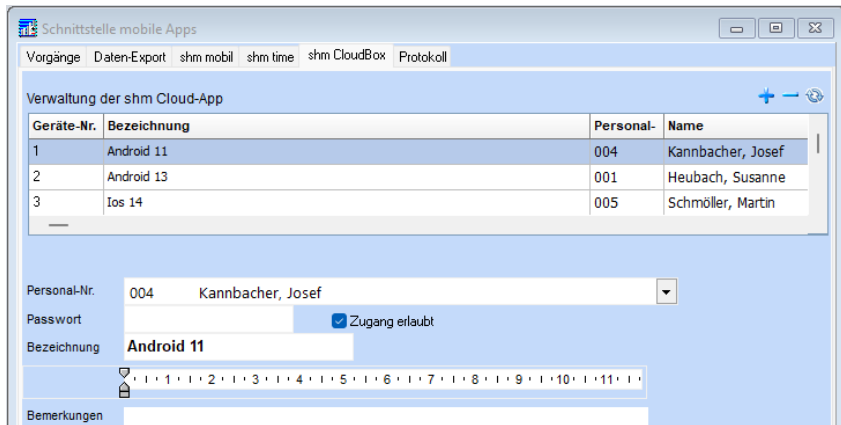 Schnittstelle mobile Apps
Vorgänge Daten-Export shm mobil shm time shm CloudBox Protokoll
Verwaltung der shm Cloud-App
Geräte-Nr. Bezeichnung Personal- Name
1 Android 11 004 Kannbacher, Josef
2 Android 13 001 Heubach, Susanne
3 Ios 14 005 Schmöller, Martin
Personal-Nr. 004 Kannbacher, Josef
Passwort Zugang erlaubt
Bezeichnung Android 11
1 2 3 4 5 6 7 8 9 10 11
Bemerkungen